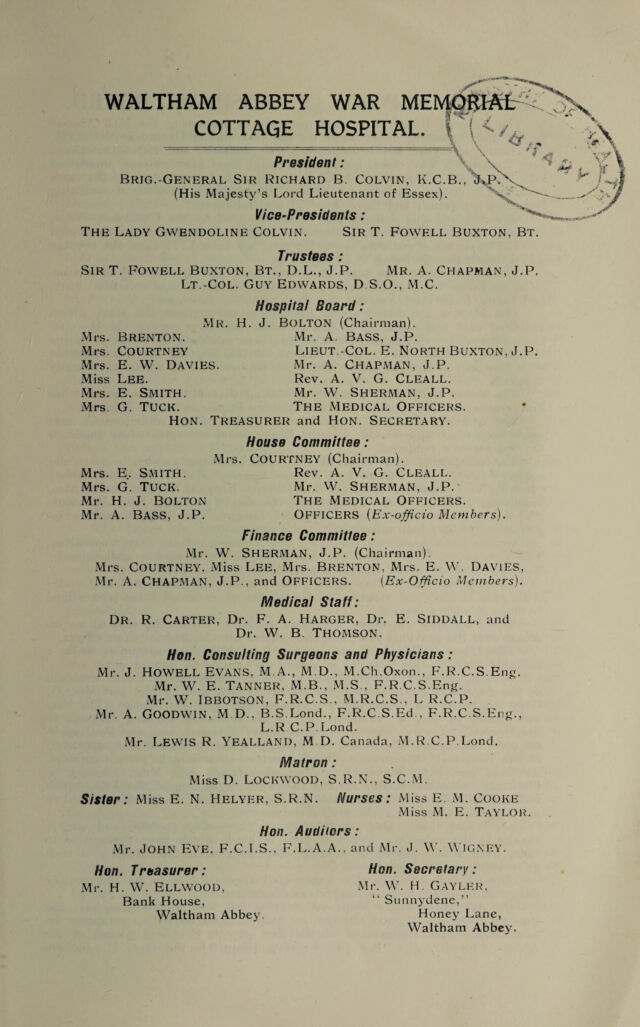 WALTHAM ABBEY WAR MEMORIAL
COTTAGE HOSPITAL.
LIBRARY
President :
BRIG.-GENERAL SIR RICHARD B. COLVIN, K.C.B., J.P.
(His Majesty's Lord Lieutenant of Essex).
Vice-Presidents :
THE LADY GWENDOLINE COLVIN. SIR T. FOWELL BUXTON, BT.
Trustees :
SIR T. FOWELL BUXTON, BT., D.L., J.P. MR. A. CHAPMAN, J.P.
LT.-COL. GUY EDWARDS, D S.O., M.C.
Hospital Board :
MR. H. J. BOLTON (Chairman).
Mrs. BRENTON. Mr. A. BASS, J.P.
Mrs. COURTNEY LIEUT.-COL. E. NORTH BUXTON, J.P.
Mrs. E. W. DAVIES. Mr. A. CHAPMAN, J.P.
Miss LEE. Rev. A. V. G. CLEALL.
Mrs. E. SMITH. Mr. W. SHERMAN, J.P.
Mrs. G. TUCK. THE MEDICAL OFFICERS.
HON. TREASURER and HON. SECRETARY.
House Committee :
Mrs. COURTNEY (Chairman).
Mrs. E. SMITH. Rev. A. V. G. CLEALL.
Mrs. G. TUCK. Mr. W. SHERMAN, J.P.
Mr. H. J. BOLTON THE MEDICAL OFFICERS.
Mr. A. BASS, J.P. OFFICERS (Ex-officio Members).
Finance Committee :
Mr. W. SHERMAN, J.P. (Chairman).
Mrs. COURTNEY, Miss LEE, Mrs. BRENTON, Mrs. E. W. DAVIES,
Mr. A. CHAPMAN, J.P., and OFFICERS. (Ex-Officio Members).
Medical Staff:
DR. R. CARTER, Dr. F. A. HARGER, Dr. E. SIDDALL, and
Dr. W. B. THOMSON.
Hon. Consulting Surgeons and Physicians :
Mr. J. HOWELL EVANS, M A., M.D., M.Ch.Oxon., F.R.C.S.Eng.
Mr. W. E. TANNER, M.B., M.S., F.R.C.S.Eng.
Mr. W. IBBOTSON, F.R.C.S., M.R.C.S., L R.C.P.
Mr. A. GOODWIN, M D., B.S.Lond., F.R.C S.Ed., F.R.C.S.Eng.,
L.R C.P.Lond.
Mr. LEWIS R. YEALLAND, M D. Canada, M.R.C.P.Lond.
Matron :
Miss D. LOCKWOOD, S.R.N., S.C.M.
Sister : Miss E. N. HELYER, S.R.N. Nurses : Miss E. M. COOKE
Miss M. E. TAYLOR.
Hon. Auditors :
Mr. JOHN EVE, F.C.I.S., F.L.A.A., and Mr. J. W. WIGNEY.
Hon. Treasurer : Hon. Secretary :
Mr. H. W. ELLWOOD, Mr. W. H. GAYLER,
Bank House, "Sunnydene,"
Waltham Abbey. Honey Lane,
Waltham Abbey.